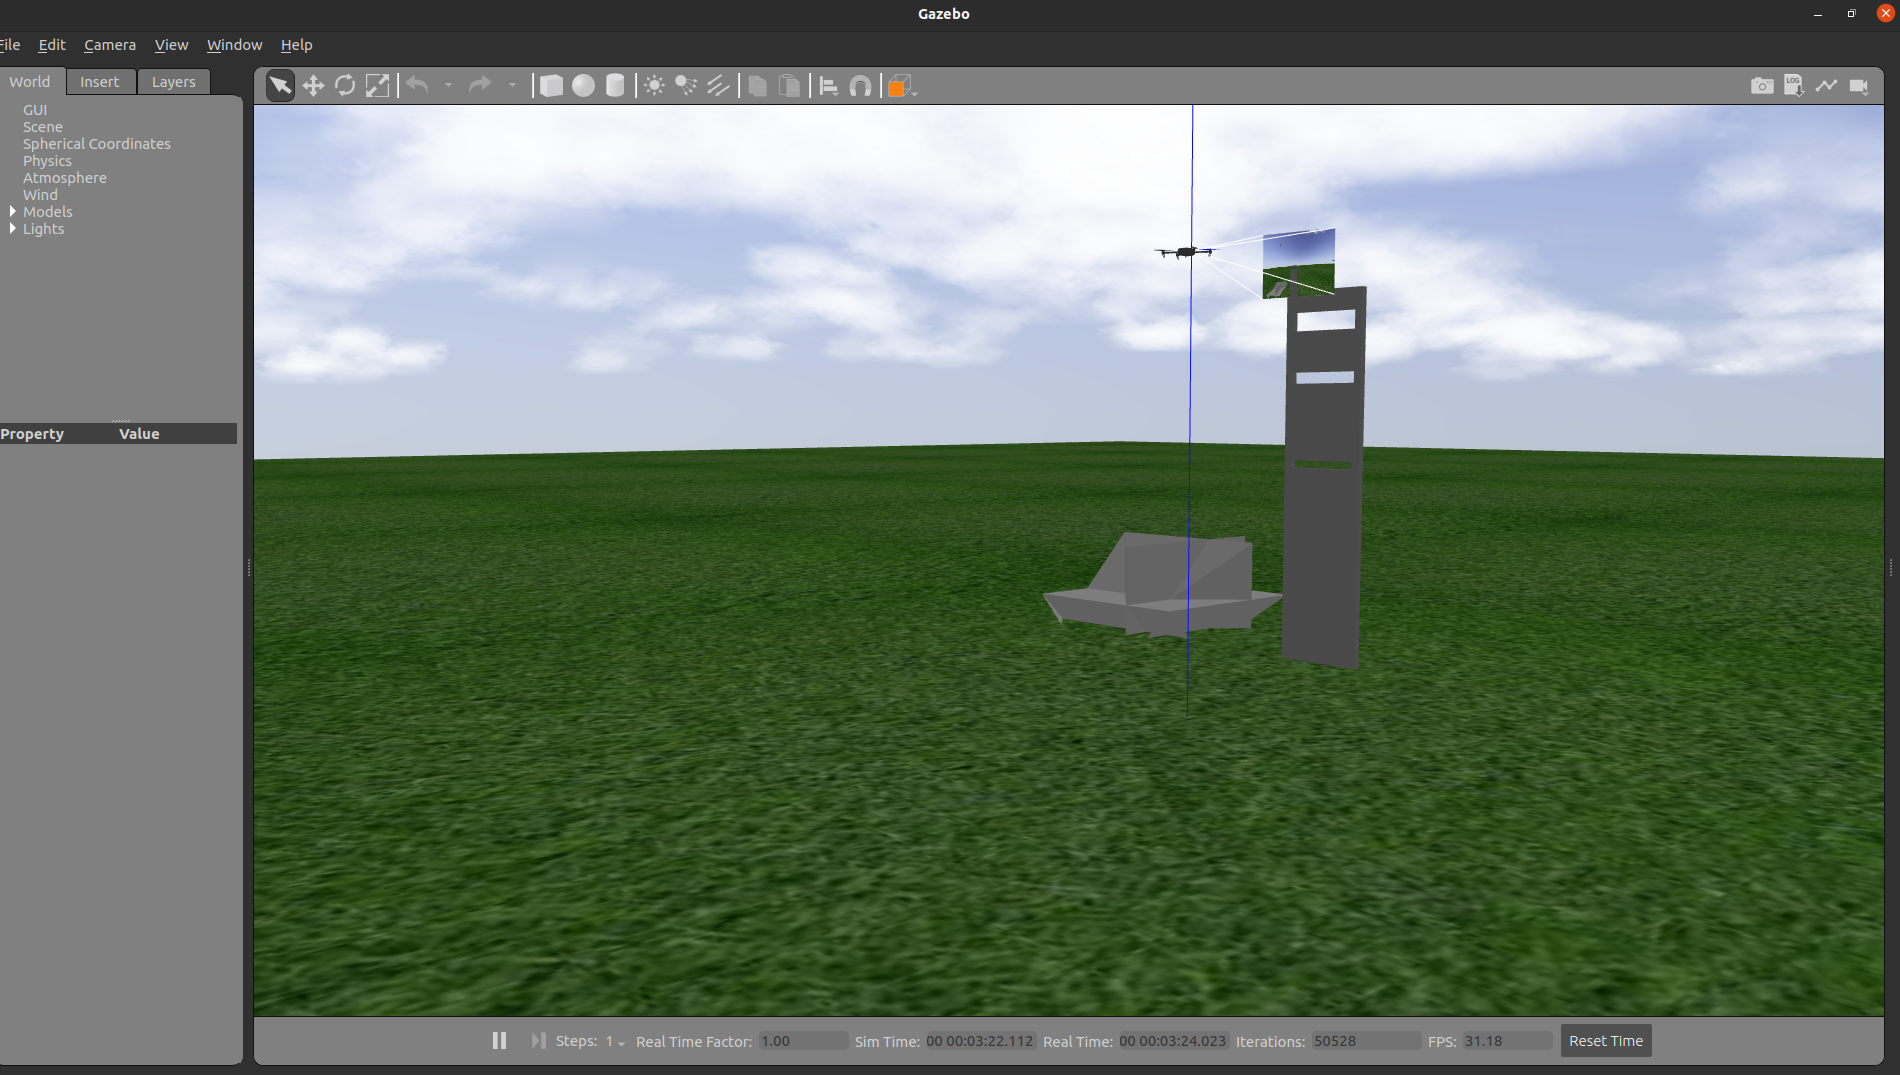 Gazebo
File Edit Camera View Window Help
World Insert Layers
LOG
GUI
Scene
Spherical Coordinates
Physics
Atmosphere
Wind
Models
Lights
Property Value
Steps: 1 Real Time Factor: 1.00 Sim Time: 00 00:03:22.112 Real Time: 00 00:03:24.023 Iterations: 50528 FPS: 31.18 Reset Time